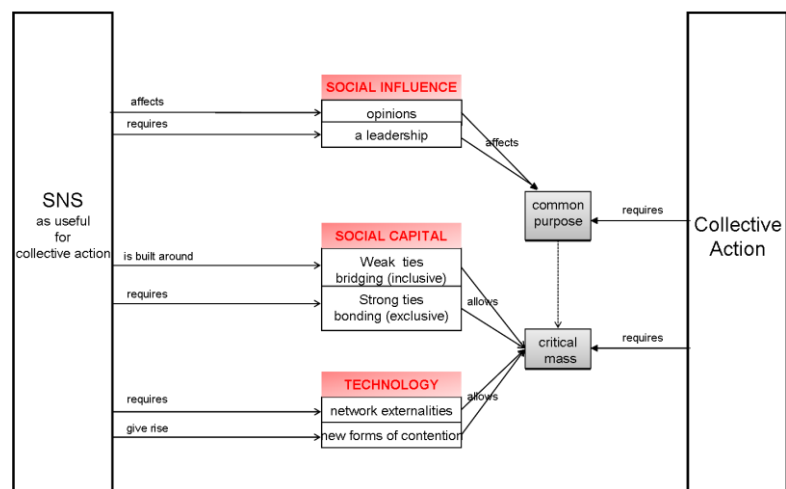 SOCIAL INFLUENCE
affects
opinions
requires
a leadership
affects
SNS
as useful
for
collective action
common
purpose
requires
Collective
Action
SOCIAL CAPITAL
is built around
Weak ties
bridging (inclusive)
requires
Strong ties
bonding (exclusive)
allows
critical
mass
requires
TECHNOLOGY
requires
network externalities
allows
give rise
new forms of contention